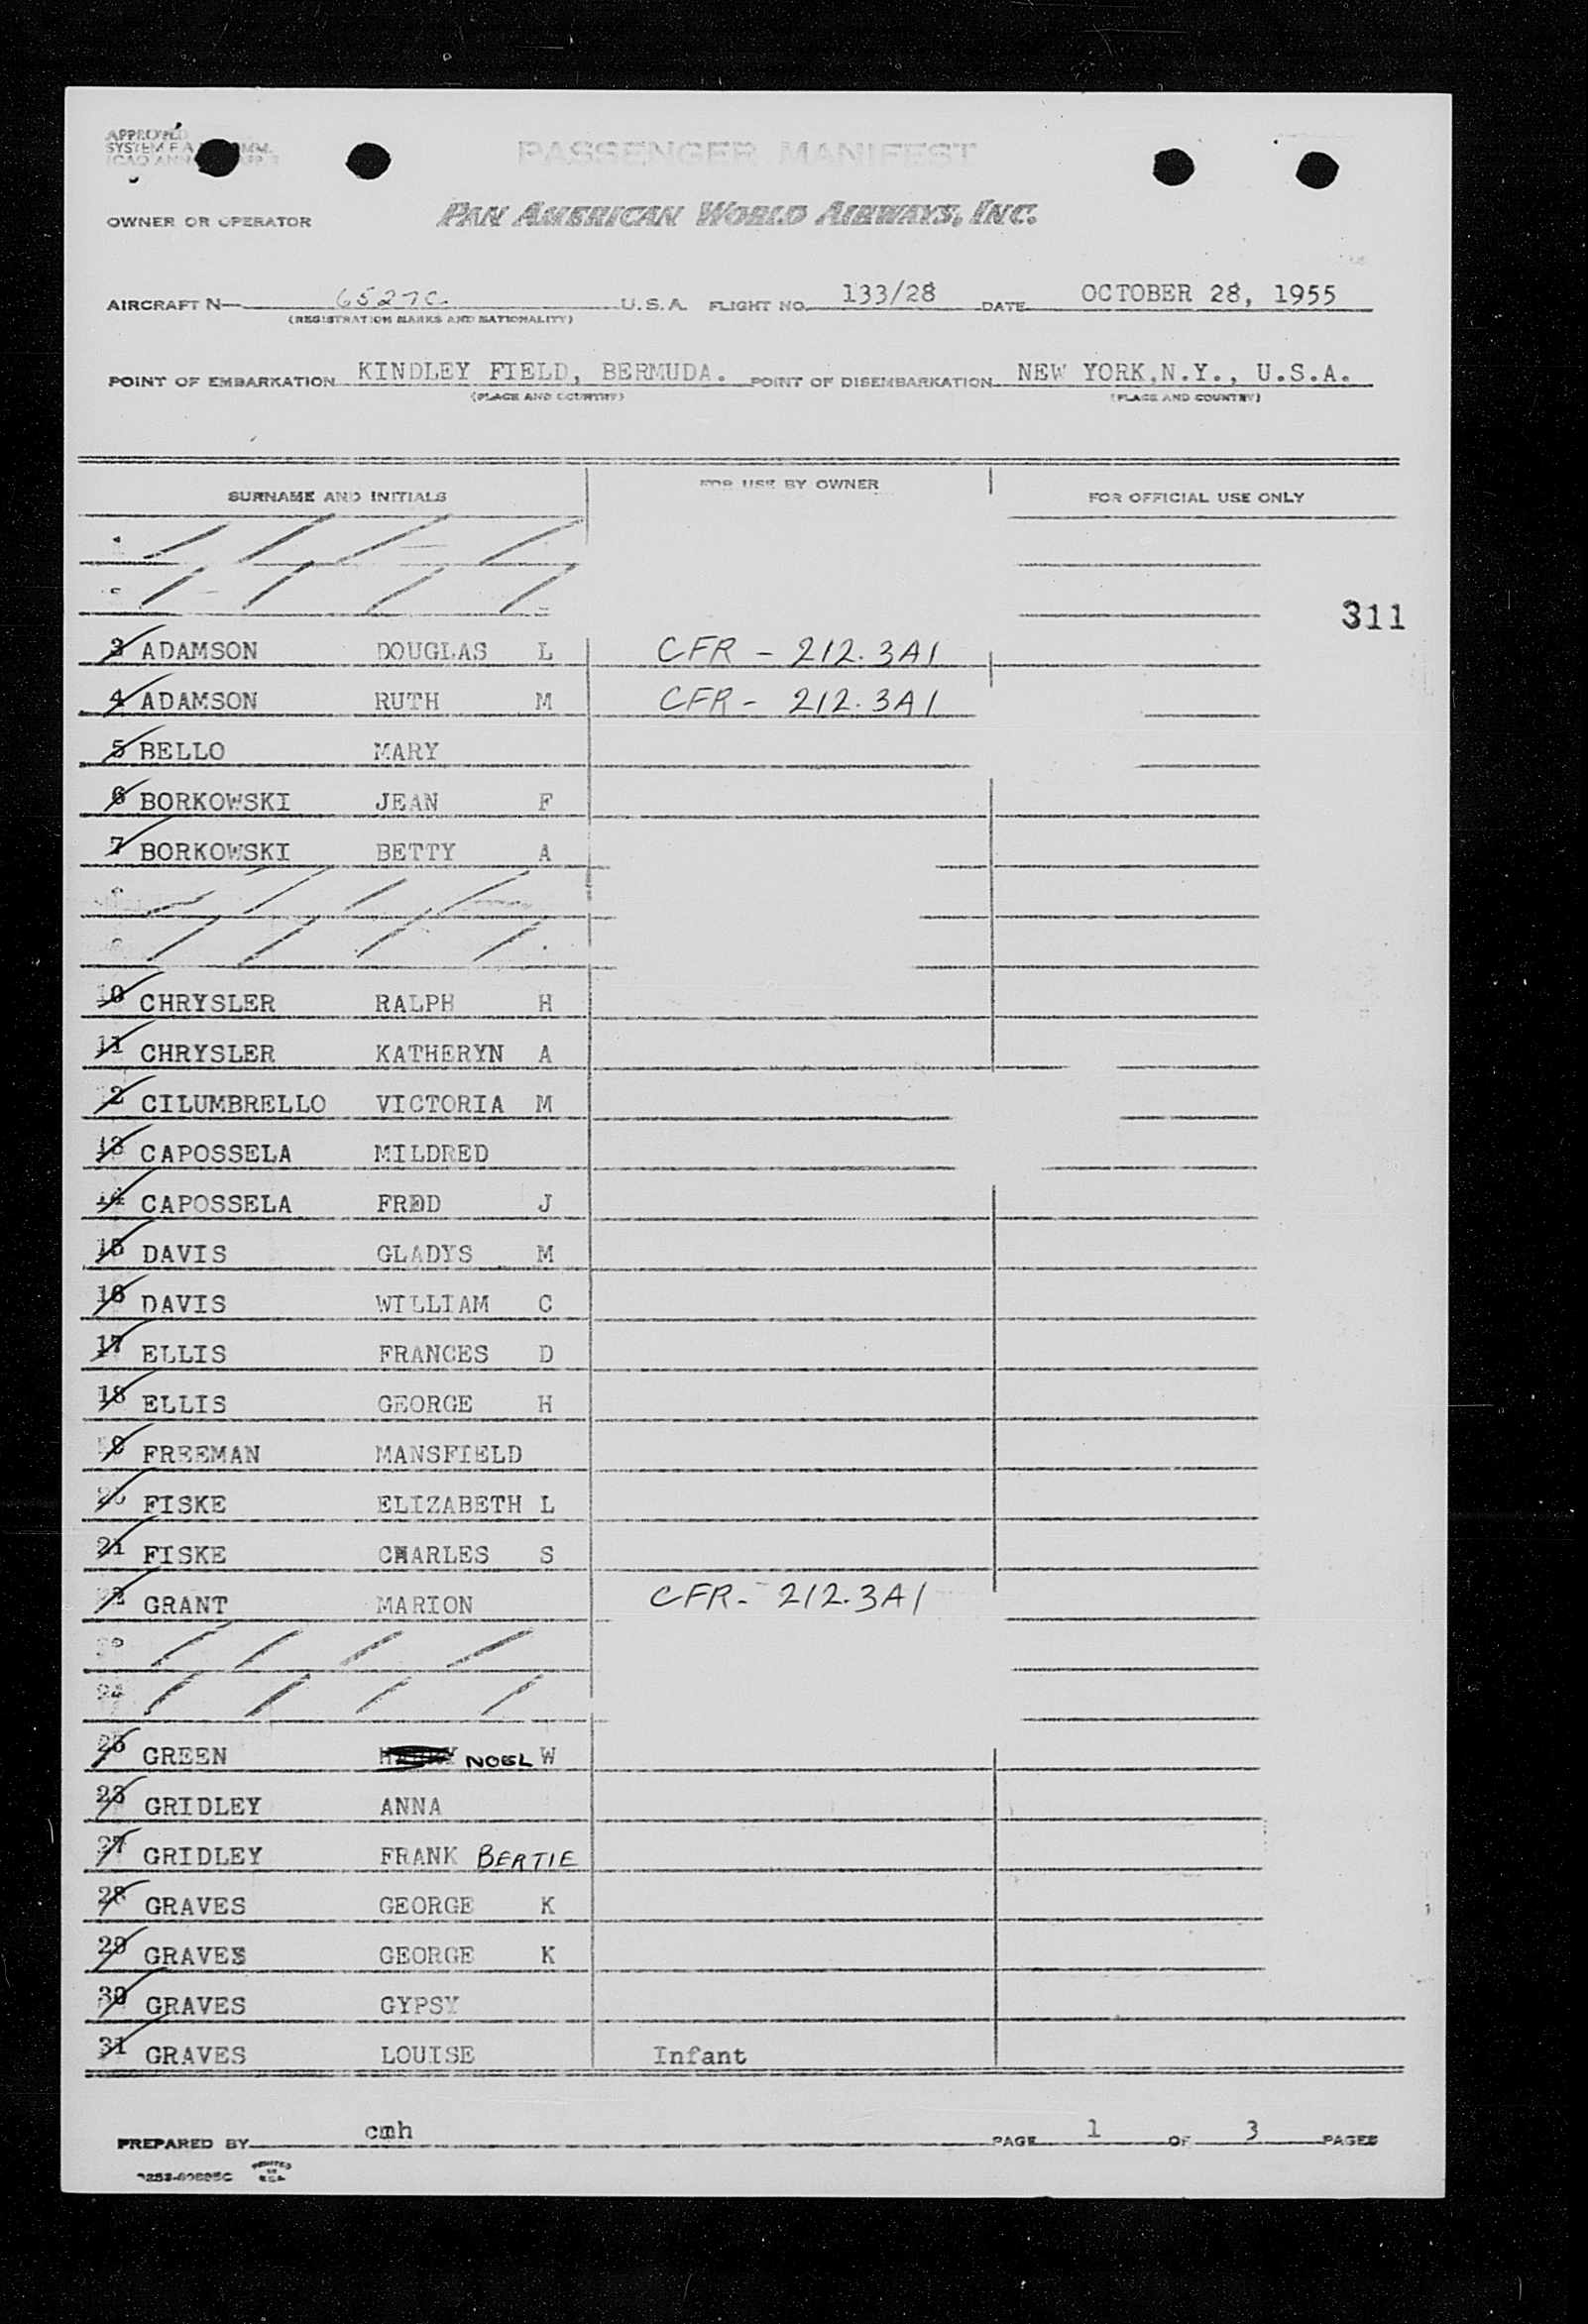 APPROVED
SYSTEM
PASSENGER MANIFEST
OWNER OR OPERATOR PAN AMERICAN WORLD AIRWAYS, INC.
AIRCRAFT N— 6527C U.S.A. FLIGHT NO. 133/28 DATE OCTOBER 28, 1955
(REGISTRATION MARKS AND NATIONALITY)
POINT OF EMBARKATION KINDLEY FIELD, BERMUDA. POINT OF DISEMBARKATION NEW YORK,N.Y., U.S.A.
(PLACE AND COUNTRY) (PLACE AND COUNTRY)
SURNAME AND INITIALS FOR USE BY OWNER FOR OFFICIAL USE ONLY
311
3 ADAMSON DOUGLAS L CFR - 212.3A1
4 ADAMSON RUTH M CFR - 212.3A1
5 BELLO MARY
6 BORKOWSKI JEAN F
7 BORKOWSKI BETTY A
10 CHRYSLER RALPH H
11 CHRYSLER KATHERYN A
2 CILUMBRELLO VICTORIA M
13 CAPOSSELA MILDRED
14 CAPOSSELA FRED J
15 DAVIS GLADYS M
16 DAVIS WILLIAM C
17 ELLIS FRANCES D
18 ELLIS GEORGE H
19 FREEMAN MANSFIELD
20 FISKE ELIZABETH L
21 FISKE CHARLES S
22 GRANT MARION CFR - 212.3A1
24
25 GREEN NOEL W
23 GRIDLEY ANNA
27 GRIDLEY FRANK BERTIE
28 GRAVES GEORGE K
29 GRAVES GEORGE K
30 GRAVES GYPSY
31 GRAVES LOUISE Infant
PREPARED BY cmh PAGE 1 OF 3 PAGES
PRINTED IN U.S.A.